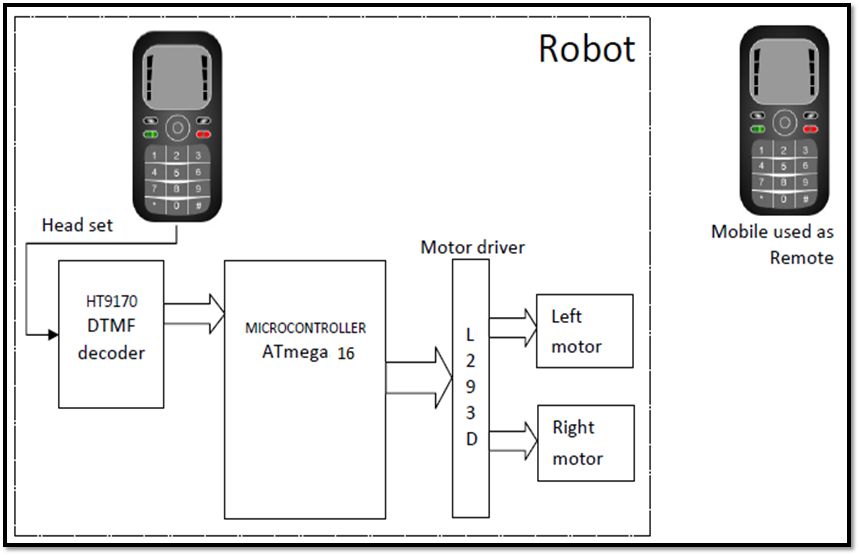 Robot
1 2 3
4 5 6
7 8 9
* 0 #
1 2 3
4 5 6
7 8 9
* 0 #
Mobile used as
Remote
Head set
HT9170
DTMF
decoder
MICROCONTROLLER
ATmega 16
Motor driver
L
2
9
3
D
Left
motor
Right
motor